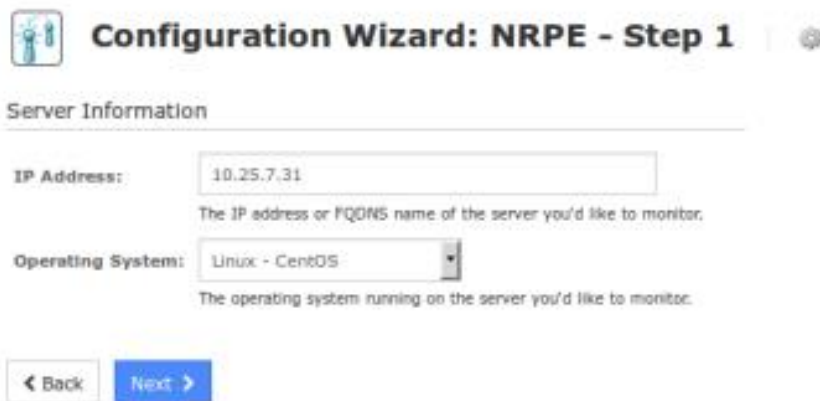 Configuration Wizard: NRPE - Step 1
Server Information
IP Address: 10.25.7.31
The IP address or FQDNS name of the server you'd like to monitor.
Operating System: Linux - CentOS
The operating system running on the server you'd like to monitor.
Back Next